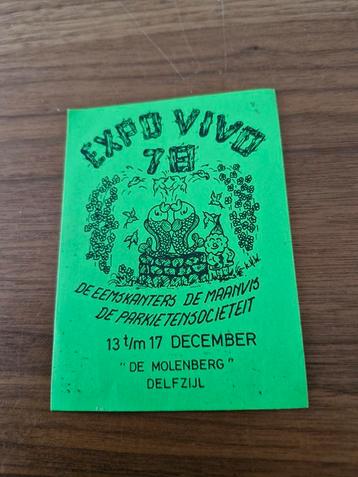 EXPO VIVO
78
DE EEMSKANTERS DE MAANVIS
DE PARKIETENSOCIETEIT
13 t/m 17 DECEMBER
"DE MOLENBERG"
DELFZIJL